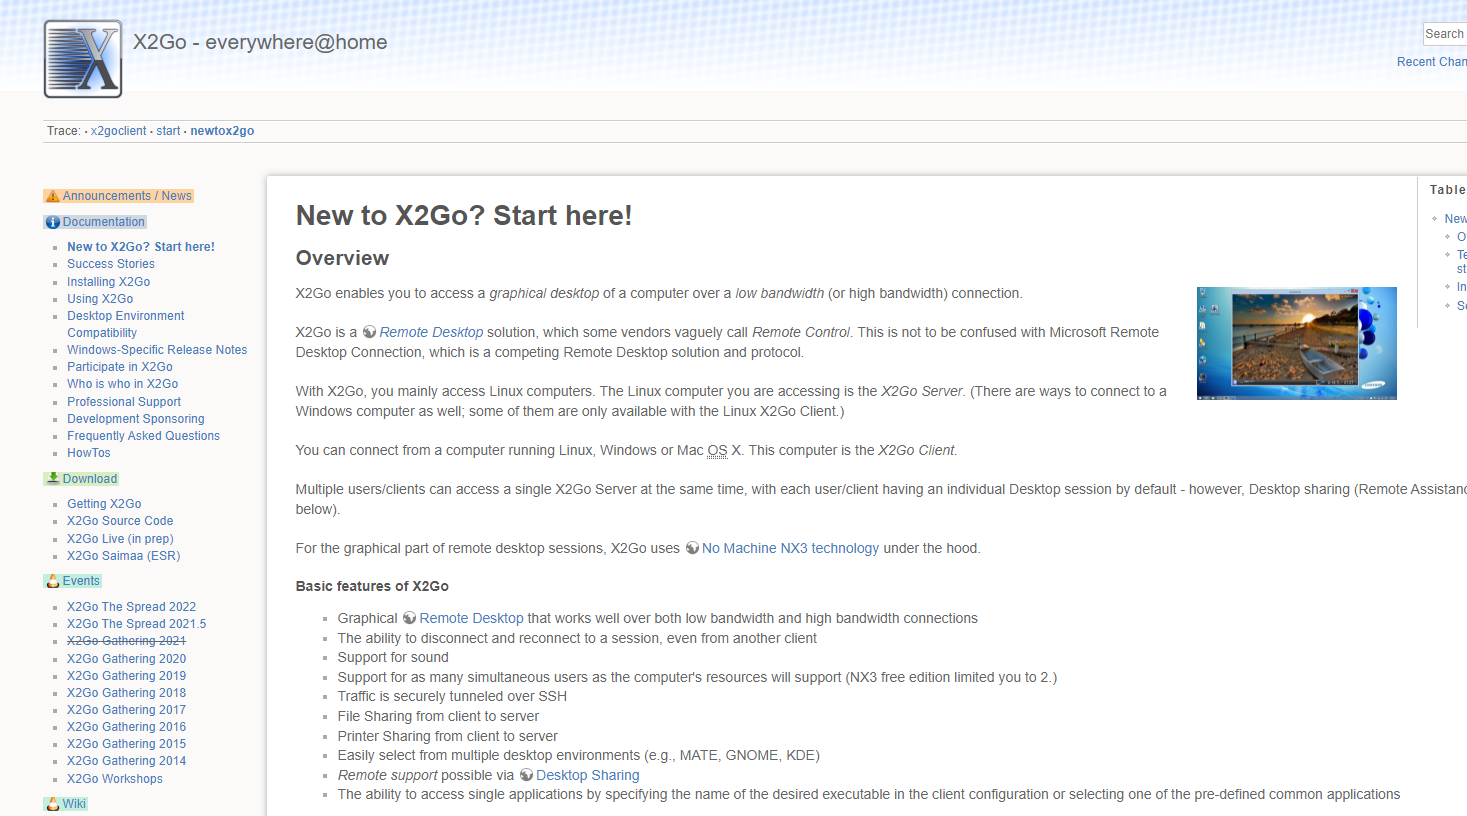 X2Go - everywhere@home
Search
Recent Chan
Trace: • x2goclient • start • newtox2go
Announcements / News
Documentation
New to X2Go? Start here!
Success Stories
Installing X2Go
Using X2Go
Desktop Environment
Compatibility
Windows-Specific Release Notes
Participate in X2Go
Who is who in X2Go
Professional Support
Development Sponsoring
Frequently Asked Questions
HowTos
Download
Getting X2Go
X2Go Source Code
X2Go Live (in prep)
X2Go Saimaa (ESR)
Events
X2Go The Spread 2022
X2Go The Spread 2021.5
X2Go Gathering 2021
X2Go Gathering 2020
X2Go Gathering 2019
X2Go Gathering 2018
X2Go Gathering 2017
X2Go Gathering 2016
X2Go Gathering 2015
X2Go Gathering 2014
X2Go Workshops
Wiki
New to X2Go? Start here!
Overview
X2Go enables you to access a graphical desktop of a computer over a low bandwidth (or high bandwidth) connection.
X2Go is a Remote Desktop solution, which some vendors vaguely call Remote Control. This is not to be confused with Microsoft Remote
Desktop Connection, which is a competing Remote Desktop solution and protocol.
With X2Go, you mainly access Linux computers. The Linux computer you are accessing is the X2Go Server. (There are ways to connect to a
Windows computer as well; some of them are only available with the Linux X2Go Client.)
You can connect from a computer running Linux, Windows or Mac OS X. This computer is the X2Go Client.
Multiple users/clients can access a single X2Go Server at the same time, with each user/client having an individual Desktop session by default - however, Desktop sharing (Remote Assistanc
below).
For the graphical part of remote desktop sessions, X2Go uses No Machine NX3 technology under the hood.
Basic features of X2Go
Graphical Remote Desktop that works well over both low bandwidth and high bandwidth connections
The ability to disconnect and reconnect to a session, even from another client
Support for sound
Support for as many simultaneous users as the computer's resources will support (NX3 free edition limited you to 2.)
Traffic is securely tunneled over SSH
File Sharing from client to server
Printer Sharing from client to server
Easily select from multiple desktop environments (e.g., MATE, GNOME, KDE)
Remote support possible via Desktop Sharing
The ability to access single applications by specifying the name of the desired executable in the client configuration or selecting one of the pre-defined common applications
Table
New
O
Te
st
In
Se
SAMSUNG